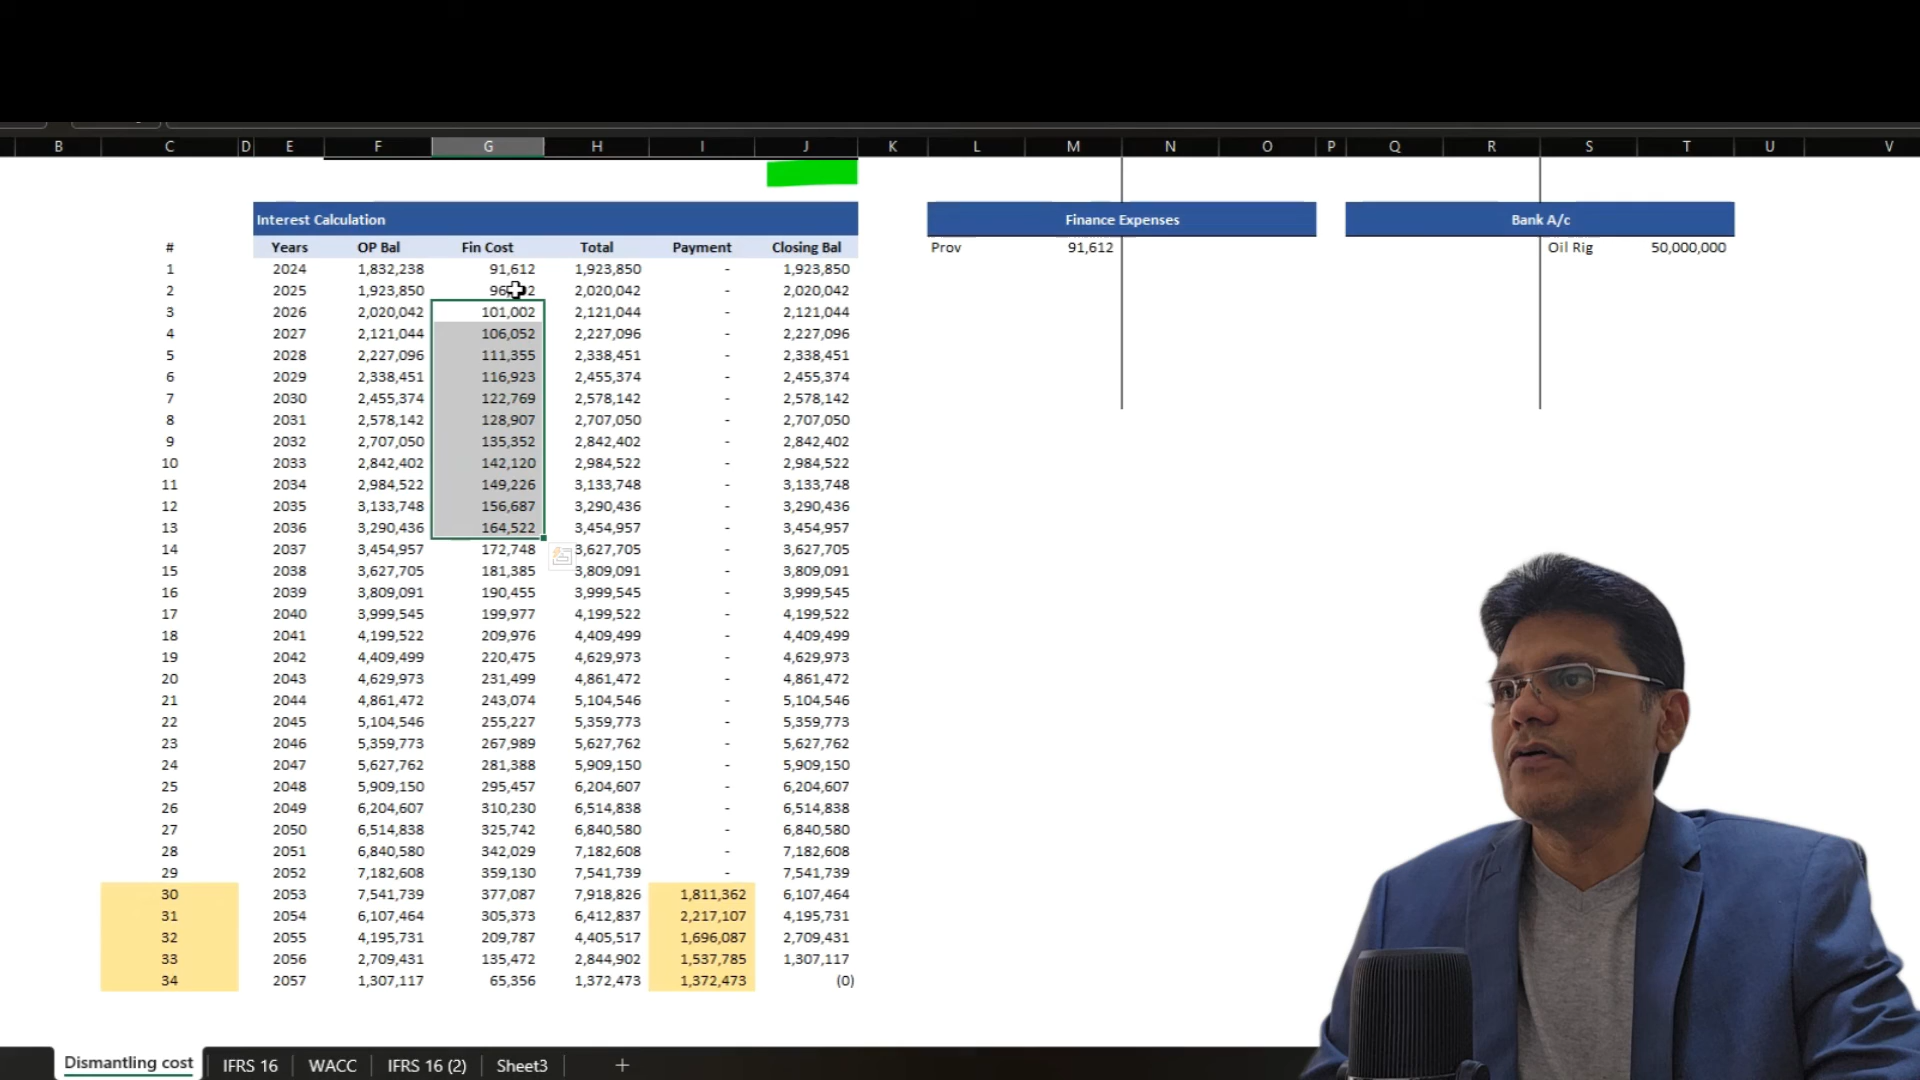 B C D E F G H I J K L M N O P Q R S T U V
Interest Calculation Finance Expenses Bank A/c
# Years OP Bal Fin Cost Total Payment Closing Bal Prov 91,612 Oil Rig 50,000,000
1 2024 1,832,238 91,612 1,923,850 - 1,923,850
2 2025 1,923,850 2,020,042 - 2,020,042
3 2026 2,020,042 101,002 2,121,044 - 2,121,044
4 2027 2,121,044 106,052 2,227,096 - 2,227,096
5 2028 2,227,096 111,355 2,338,451 - 2,338,451
6 2029 2,338,451 116,923 2,455,374 - 2,455,374
7 2030 2,455,374 122,769 2,578,142 - 2,578,142
8 2031 2,578,142 128,907 2,707,050 - 2,707,050
9 2032 2,707,050 135,352 2,842,402 - 2,842,402
10 2033 2,842,402 142,120 2,984,522 - 2,984,522
11 2034 2,984,522 149,226 3,133,748 - 3,133,748
12 2035 3,133,748 156,687 3,290,436 - 3,290,436
13 2036 3,290,436 164,522 3,454,957 - 3,454,957
14 2037 3,454,957 172,748 3,627,705 - 3,627,705
15 2038 3,627,705 181,385 3,809,091 - 3,809,091
16 2039 3,809,091 190,455 3,999,545 - 3,999,545
17 2040 3,999,545 199,977 4,199,522 - 4,199,522
18 2041 4,199,522 209,976 4,409,499 - 4,409,499
19 2042 4,409,499 220,475 4,629,973 - 4,629,973
20 2043 4,629,973 231,499 4,861,472 - 4,861,472
21 2044 4,861,472 243,074 5,104,546 - 5,104,546
22 2045 5,104,546 255,227 5,359,773 - 5,359,773
23 2046 5,359,773 267,989 5,627,762 - 5,627,762
24 2047 5,627,762 281,388 5,909,150 - 5,909,150
25 2048 5,909,150 295,457 6,204,607 - 6,204,607
26 2049 6,204,607 310,230 6,514,838 - 6,514,838
27 2050 6,514,838 325,742 6,840,580 - 6,840,580
28 2051 6,840,580 342,029 7,182,608 - 7,182,608
29 2052 7,182,608 359,130 7,541,739 - 7,541,739
30 2053 7,541,739 377,087 7,918,826 1,811,362 6,107,464
31 2054 6,107,464 305,373 6,412,837 2,217,107 4,195,731
32 2055 4,195,731 209,787 4,405,517 1,696,087 2,709,431
33 2056 2,709,431 135,472 2,844,902 1,537,785 1,307,117
34 2057 1,307,117 65,356 1,372,473 1,372,473 (0)
Dismantling cost IFRS 16 WACC IFRS 16 (2) Sheet3 +